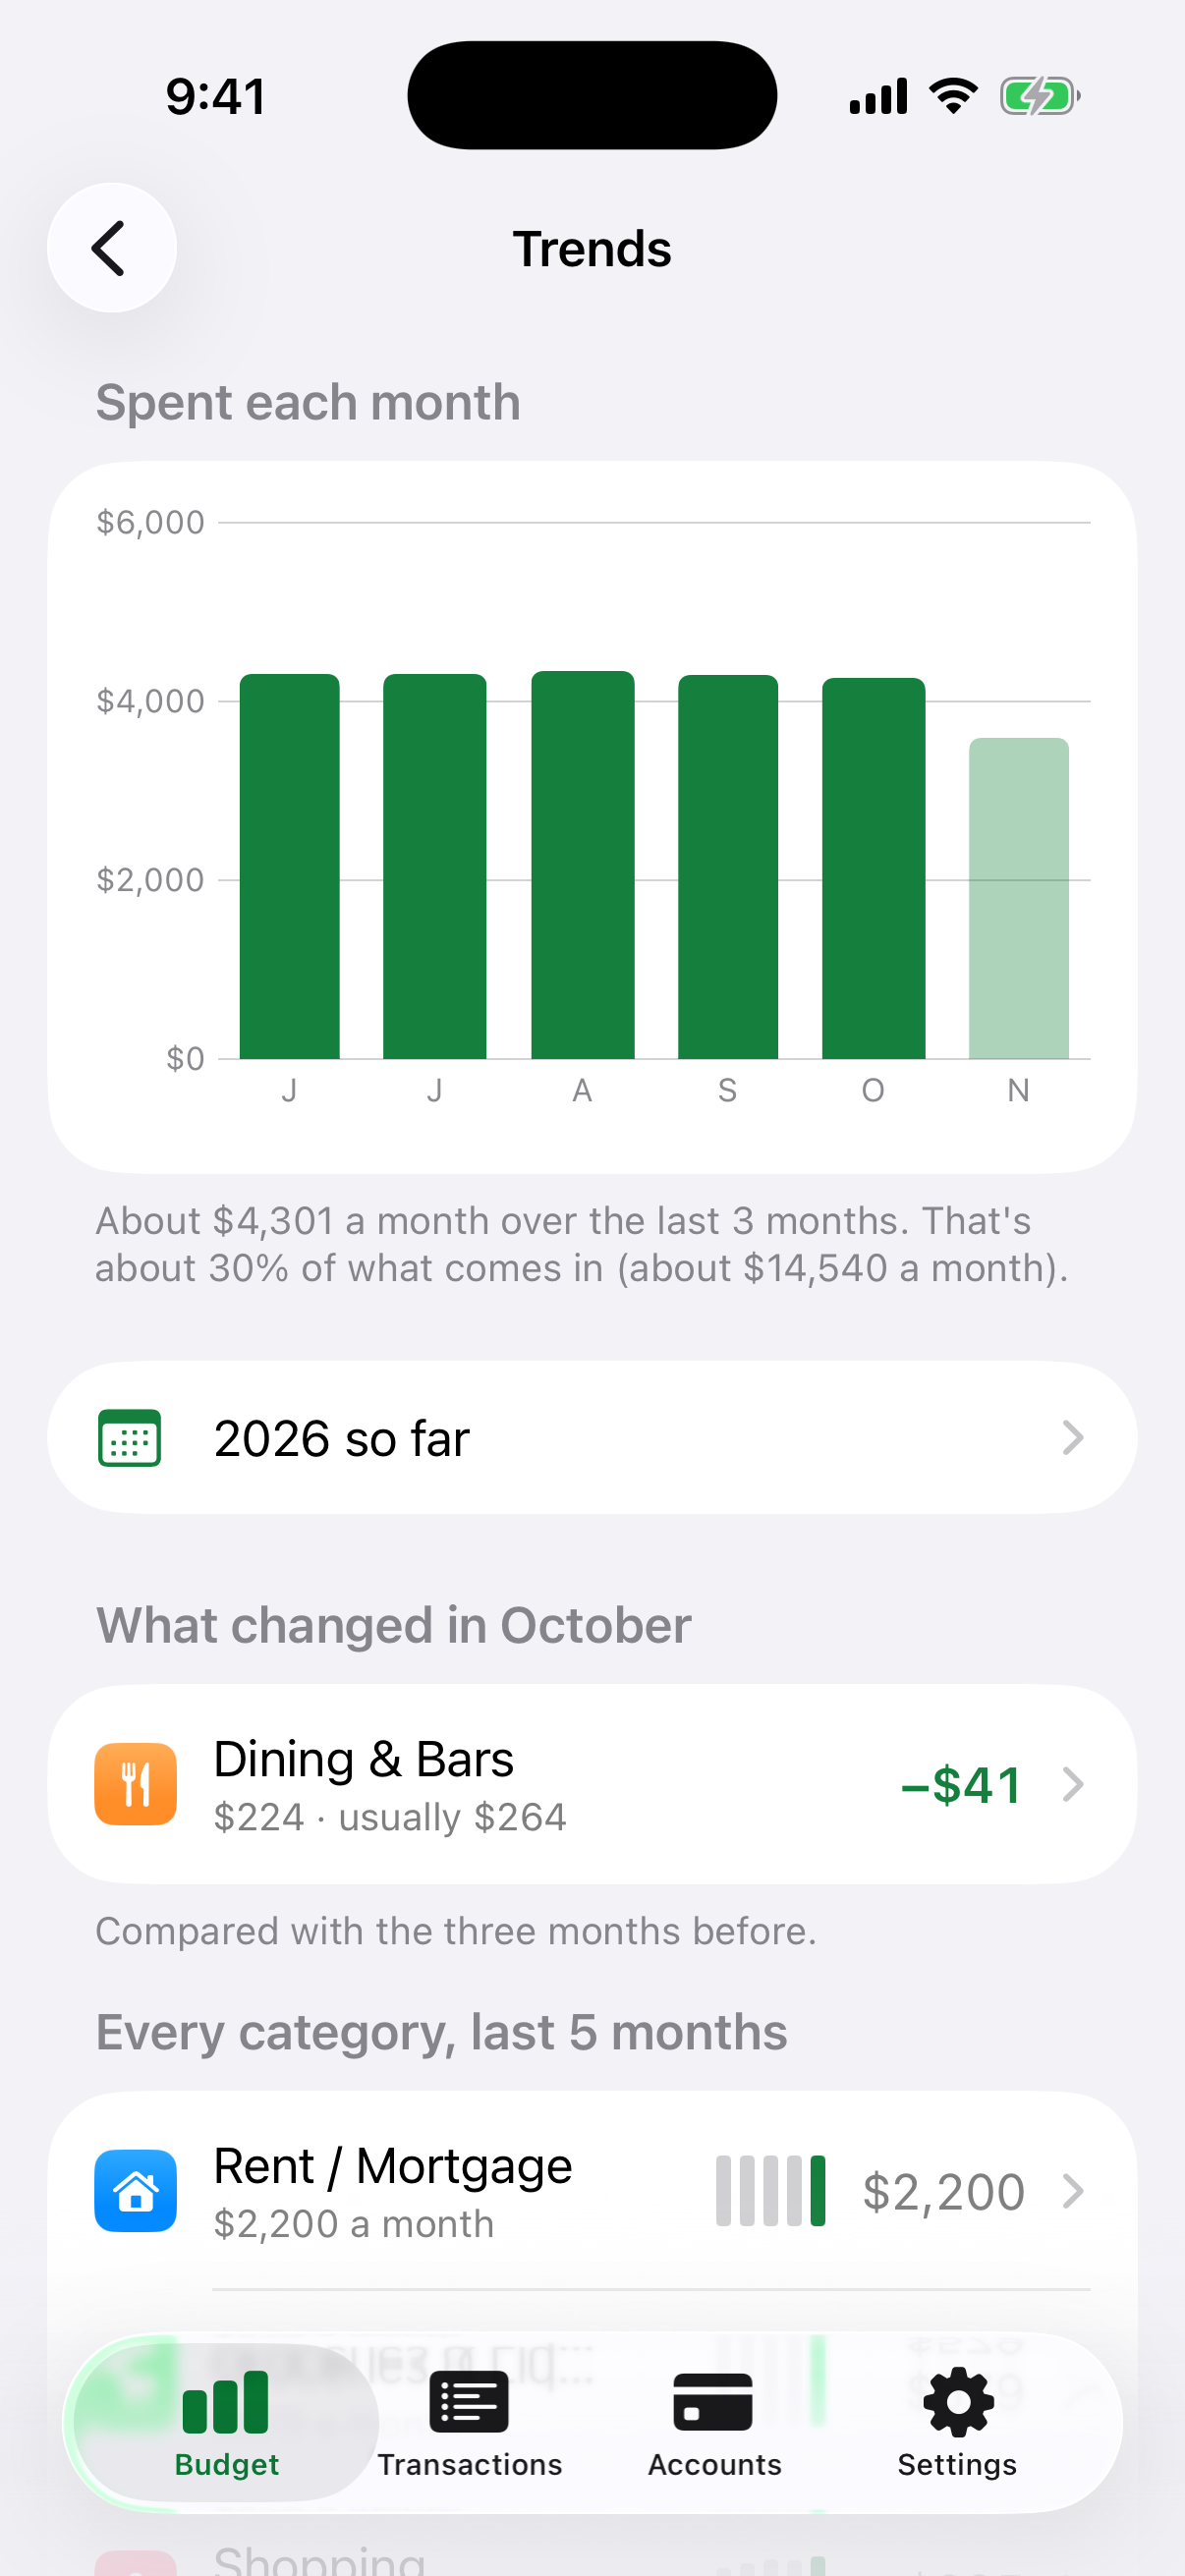 9:41
Trends
Spent each month
$6,000
$4,000
$2,000
$0
J J A S O N
About $4,301 a month over the last 3 months. That's
about 30% of what comes in (about $14,540 a month).
2026 so far
What changed in October
Dining & Bars
$224 · usually $264
–$41
Compared with the three months before.
Every category, last 5 months
Rent / Mortgage
$2,200 a month
$2,200
Budget
Transactions
Accounts
Settings
Shopping